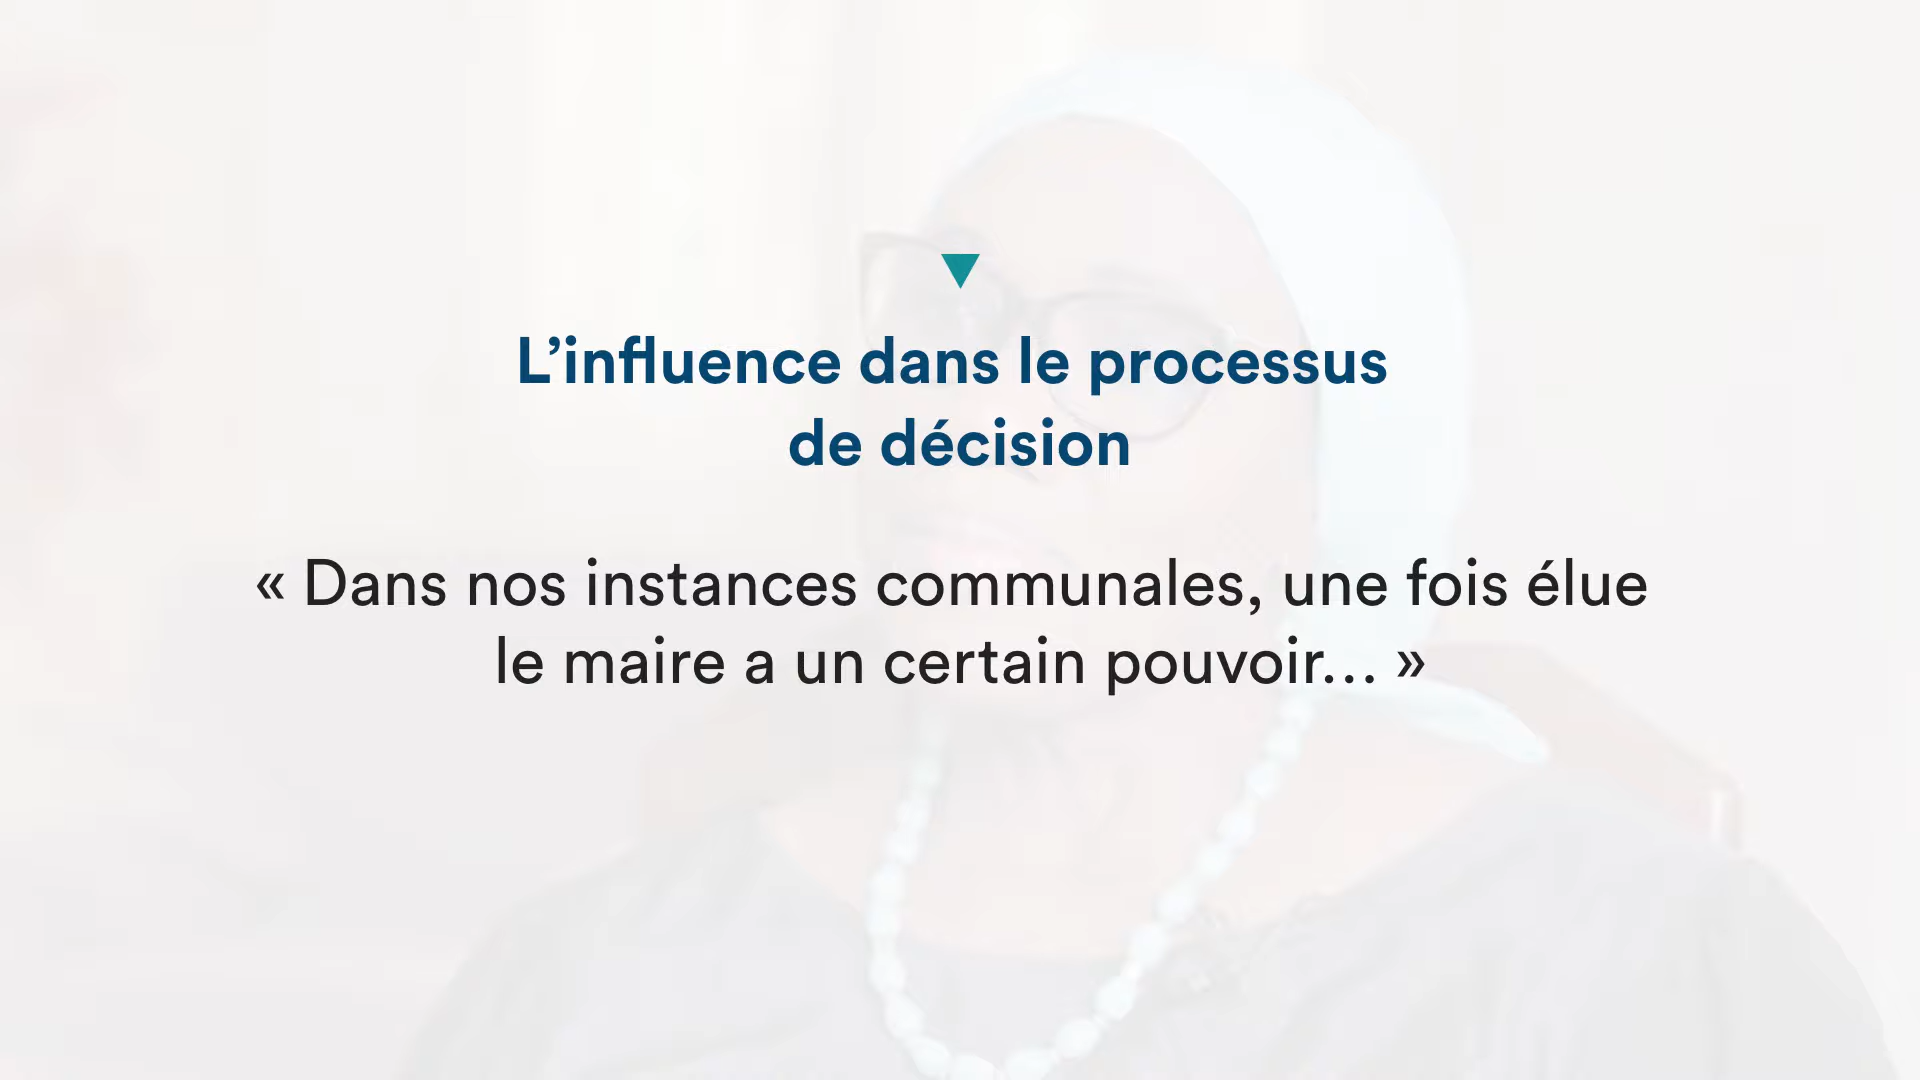 L’influence dans le processus
de décision
« Dans nos instances communales, une fois élue
le maire a un certain pouvoir… »